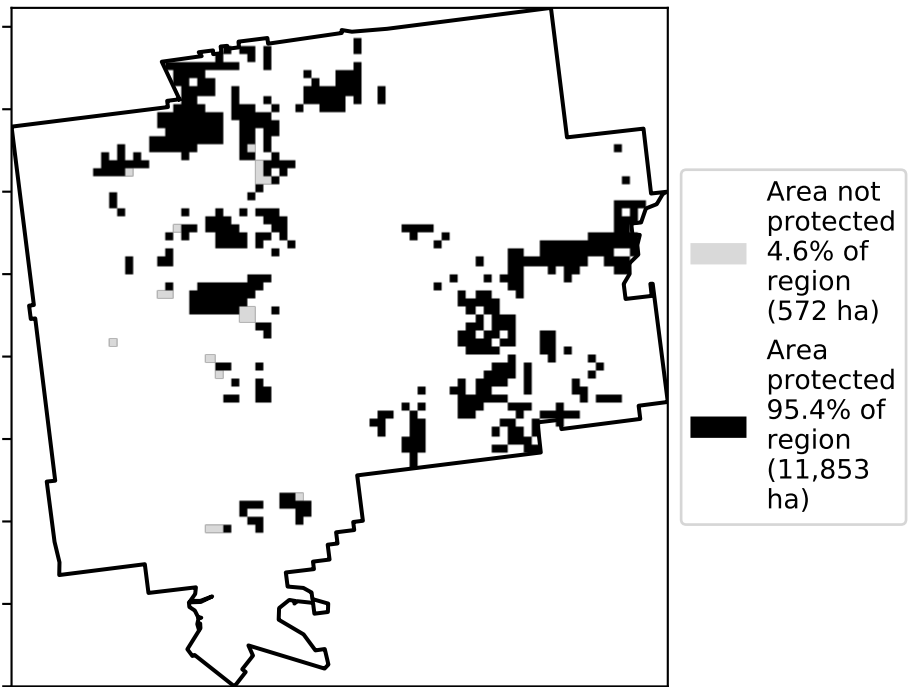 Area not
protected
4.6% of
region
(572 ha)
Area
protected
95.4% of
region
(11,853
ha)